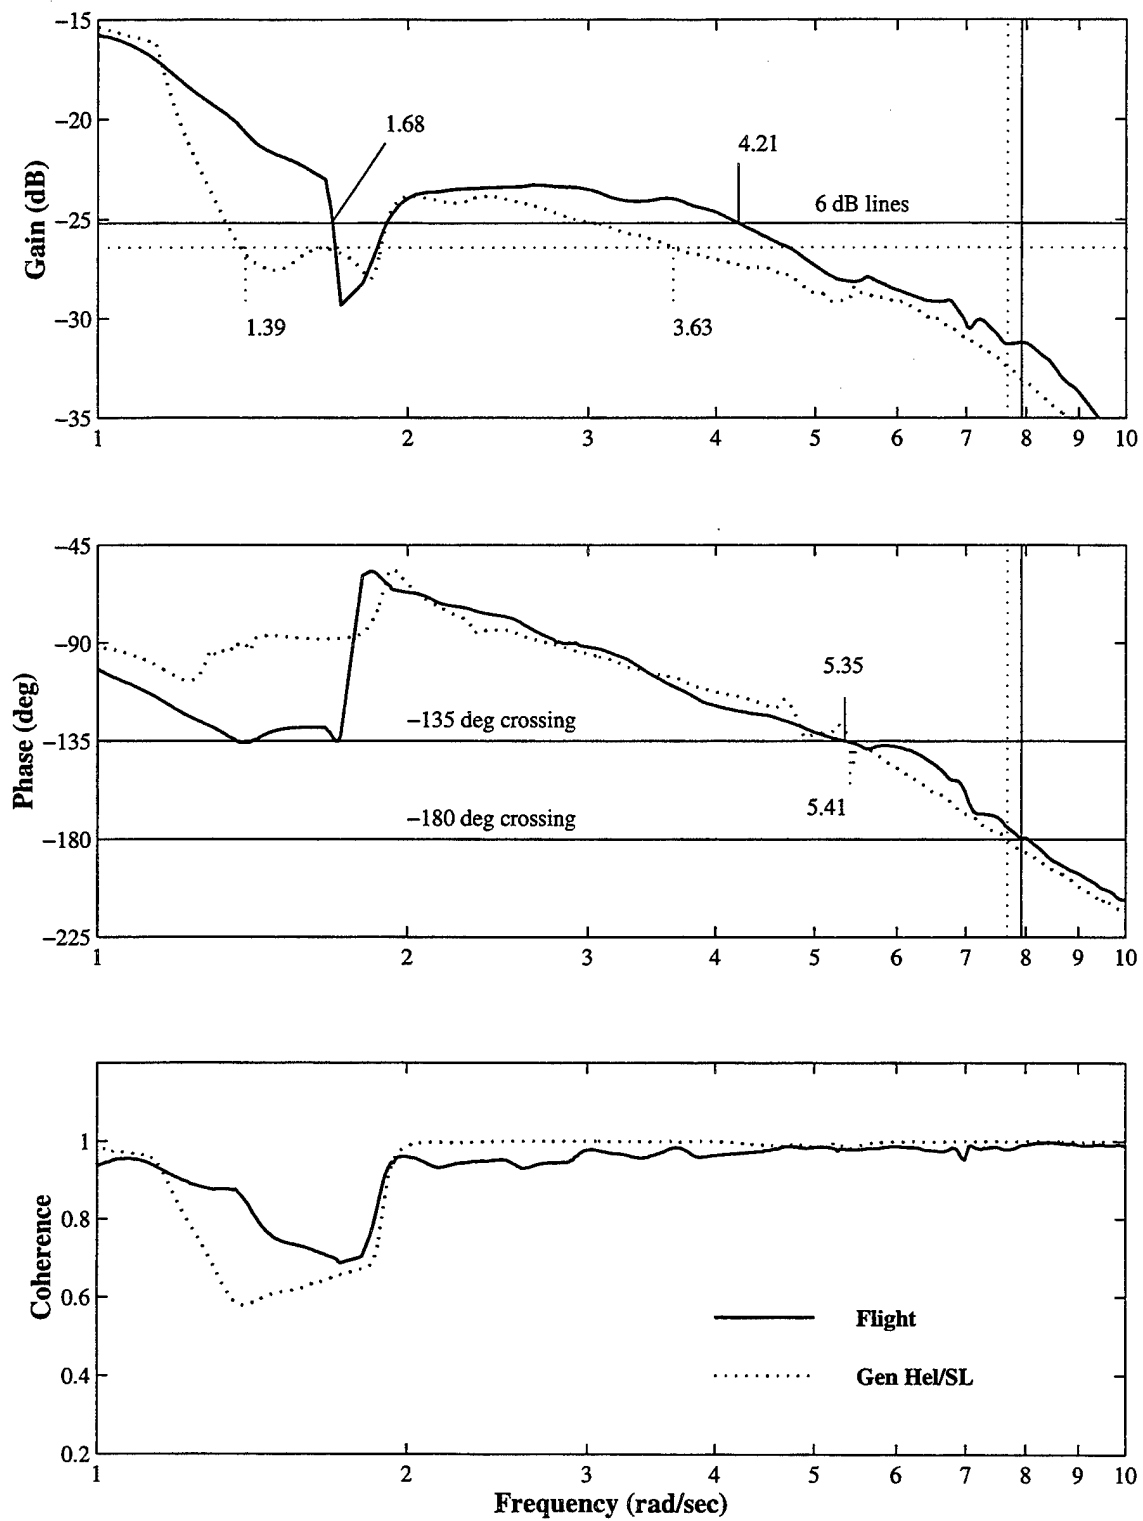 −15
−20
−25
−30
−35
Gain (dB)
1.68
4.21
6 dB lines
1.39
3.63
1 2 3 4 5 6 7 8 9 10
−45
−90
−135
−180
−225
Phase (deg)
5.35
−135 deg crossing
5.41
−180 deg crossing
1 2 3 4 5 6 7 8 9 10
1
0.8
0.6
0.4
0.2
Coherence
Flight
Gen Hel/SL
1 2 3 4 5 6 7 8 9 10
Frequency (rad/sec)